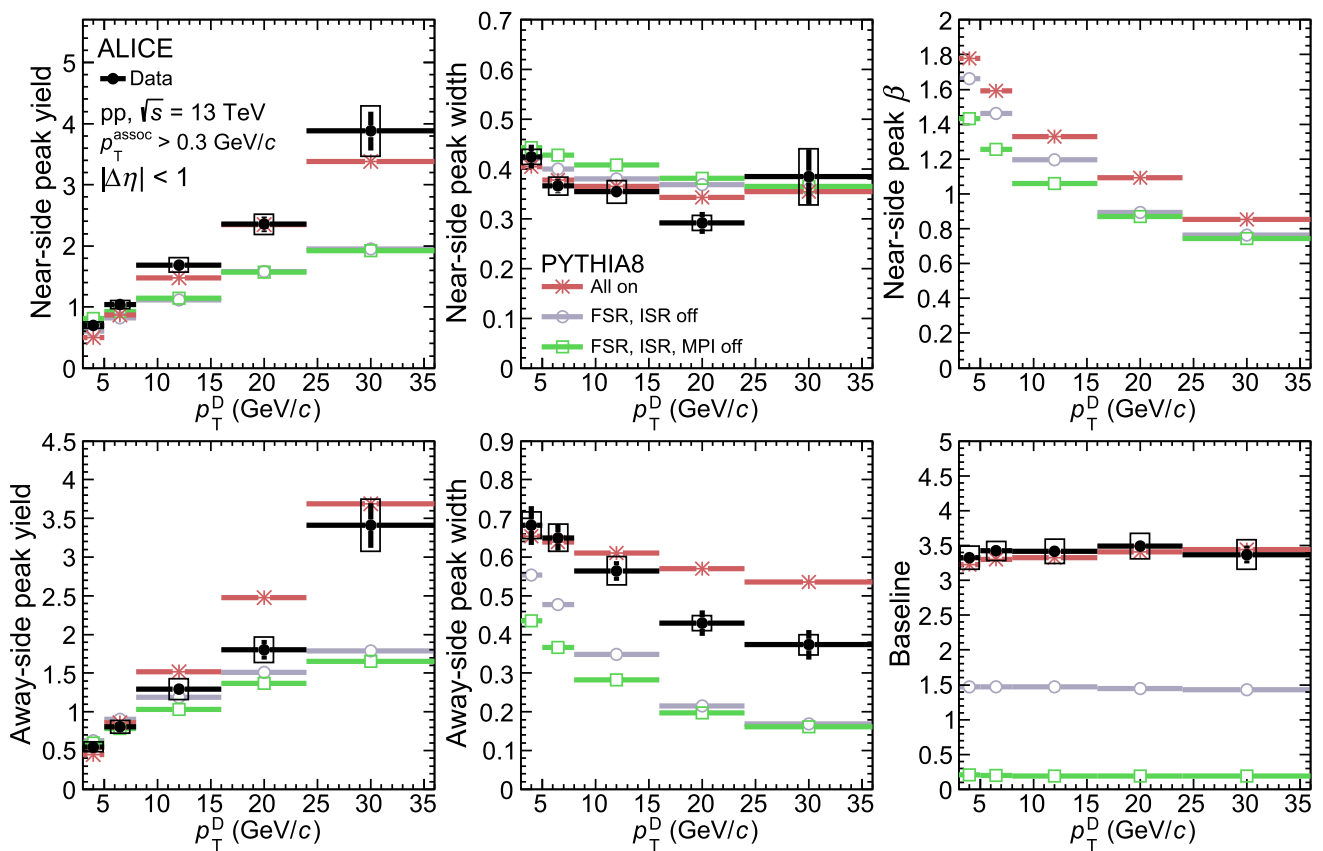 Near-side peak yield
5
4
3
2
1
0
ALICE
Data
pp, √s = 13 TeV
p_T^assoc > 0.3 GeV/c
|Δη| < 1
5 10 15 20 25 30 35
p_T^D (GeV/c)
Near-side peak width
0.7
0.6
0.5
0.4
0.3
0.2
0.1
0
PYTHIA8
All on
FSR, ISR off
FSR, ISR, MPI off
5 10 15 20 25 30 35
p_T^D (GeV/c)
Near-side peak β
2
1.8
1.6
1.4
1.2
1
0.8
0.6
0.4
0.2
0
5 10 15 20 25 30 35
p_T^D (GeV/c)
Away-side peak yield
4.5
4
3.5
3
2.5
2
1.5
1
0.5
0
5 10 15 20 25 30 35
p_T^D (GeV/c)
Away-side peak width
0.9
0.8
0.7
0.6
0.5
0.4
0.3
0.2
0.1
0
5 10 15 20 25 30 35
p_T^D (GeV/c)
Baseline
5
4.5
4
3.5
3
2.5
2
1.5
1
0.5
0
5 10 15 20 25 30 35
p_T^D (GeV/c)